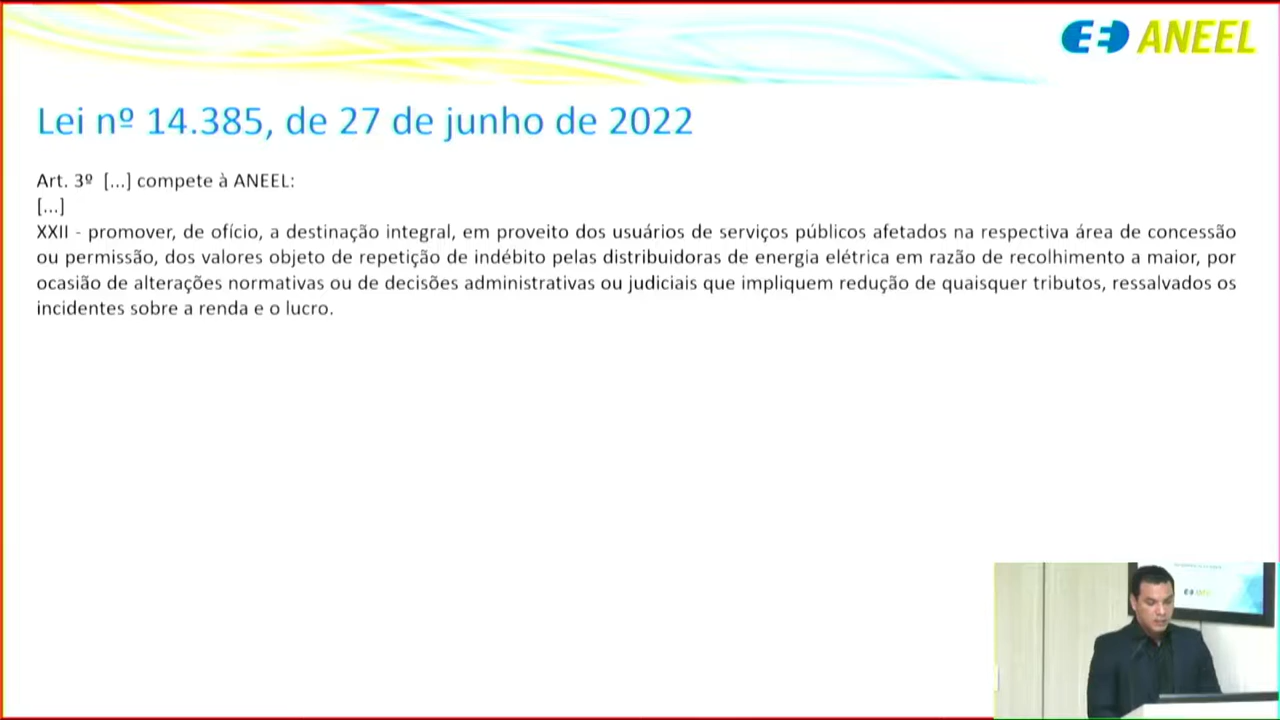 ANEEL
Lei nº 14.385, de 27 de junho de 2022
Art. 3º [...] compete à ANEEL:
[...]
XXII - promover, de ofício, a destinação integral, em proveito dos usuários de serviços públicos afetados na respectiva área de concessão
ou permissão, dos valores objeto de repetição de indébito pelas distribuidoras de energia elétrica em razão de recolhimento a maior, por
ocasião de alterações normativas ou de decisões administrativas ou judiciais que impliquem redução de quaisquer tributos, ressalvados os
incidentes sobre a renda e o lucro.